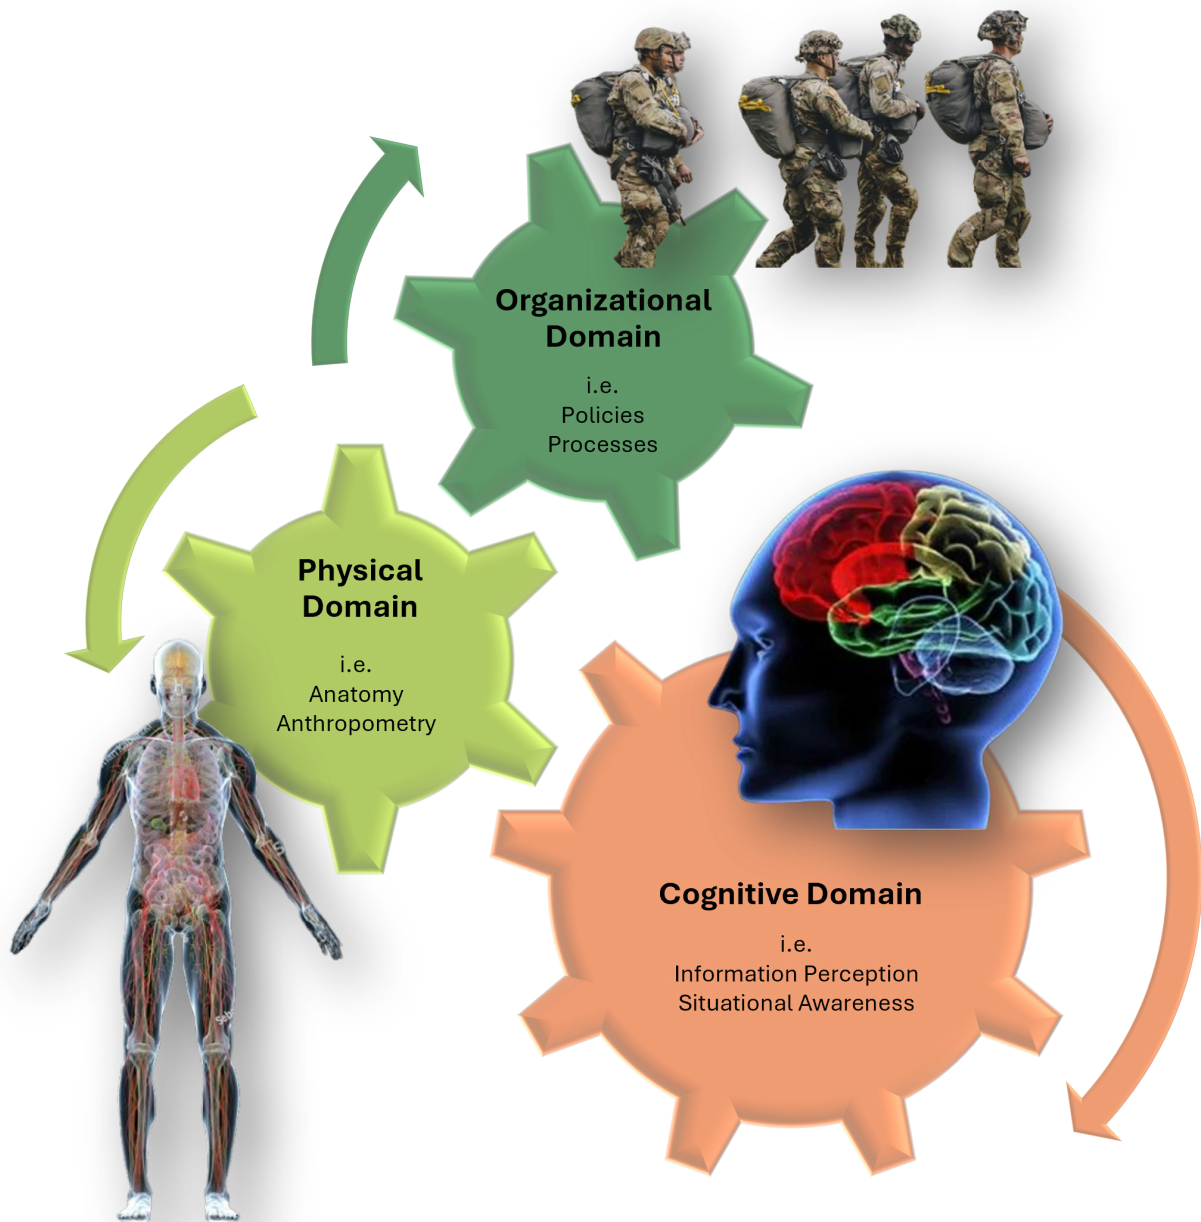 Organizational
Domain
i.e.
Policies
Processes
Physical
Domain
i.e.
Anatomy
Anthropometry
Cognitive Domain
i.e.
Information Perception
Situational Awareness